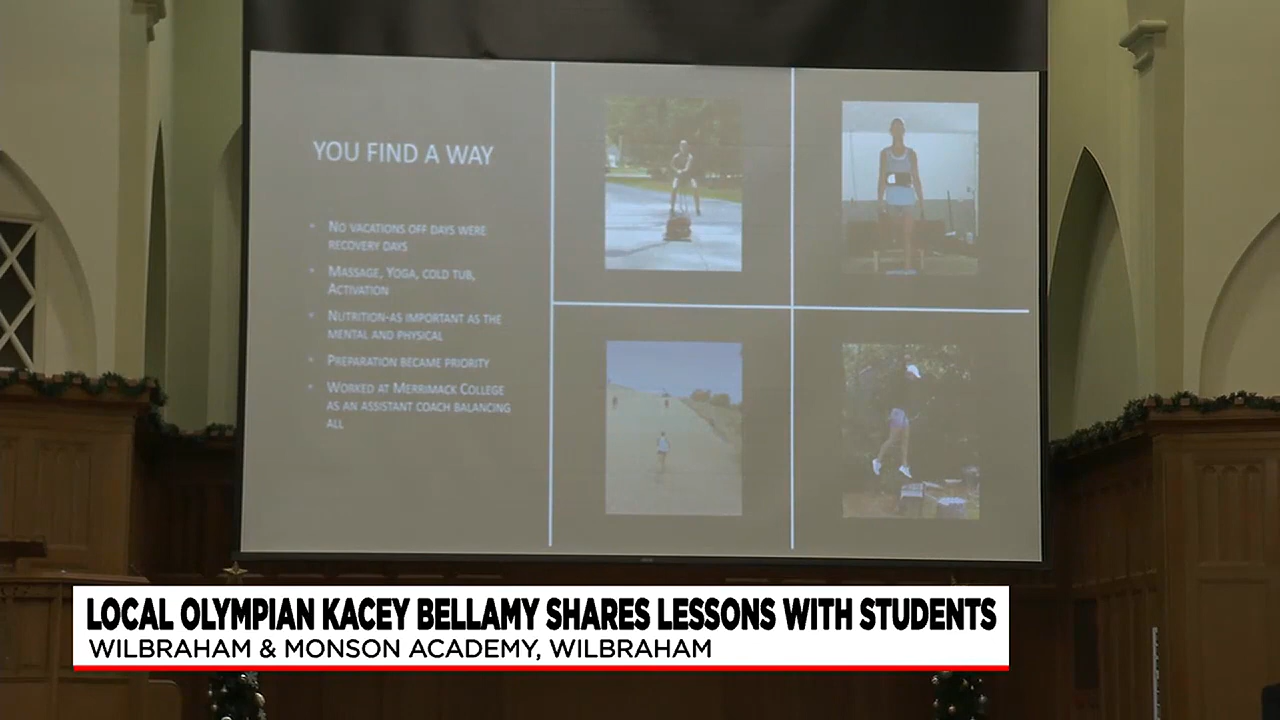 YOU FIND A WAY
• NO VACATIONS OFF DAYS WERE
RECOVERY DAYS
• MASSAGE, YOGA, COLD TUB,
ACTIVATION
• NUTRITION-AS IMPORTANT AS THE
MENTAL AND PHYSICAL
• PREPARATION BECAME PRIORITY
• WORKED AT MERRIMACK COLLEGE
AS AN ASSISTANT COACH BALANCING
ALL
LOCAL OLYMPIAN KACEY BELLAMY SHARES LESSONS WITH STUDENTS
WILBRAHAM & MONSON ACADEMY, WILBRAHAM